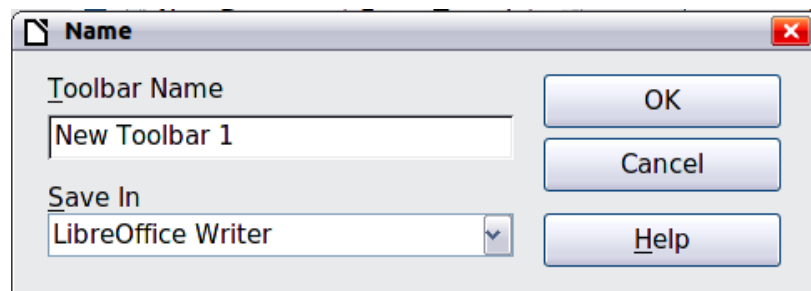 Name
Toolbar Name
New Toolbar 1
Save In
LibreOffice Writer
OK
Cancel
Help